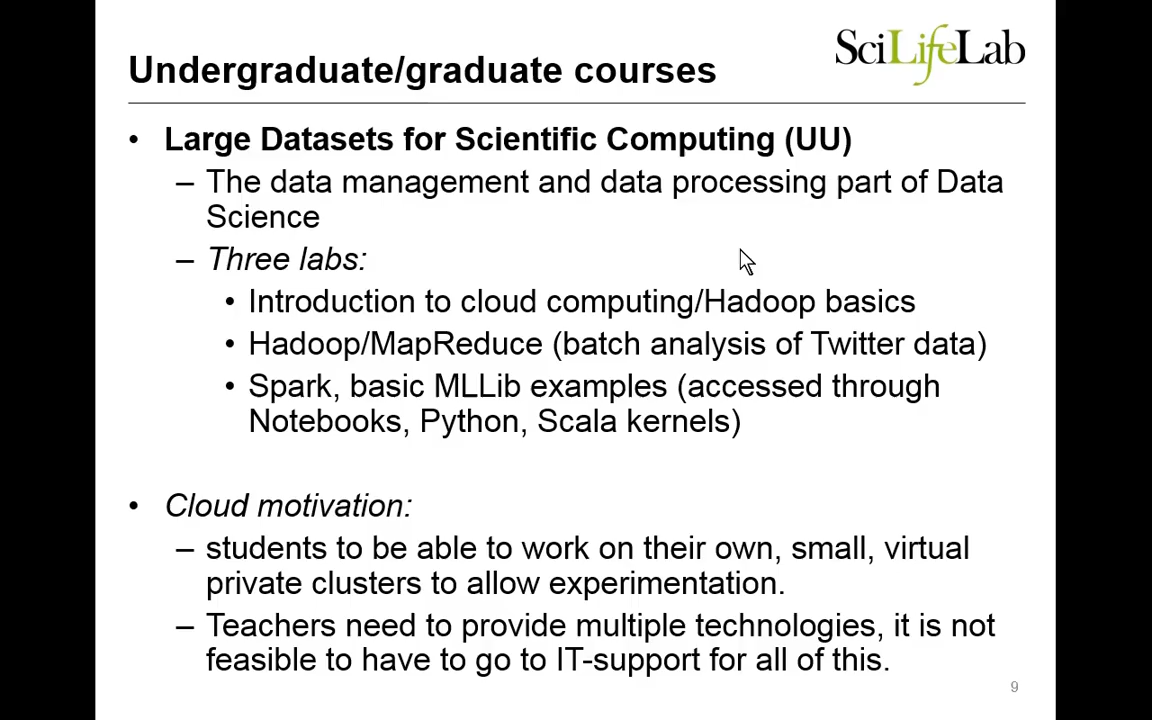 Undergraduate/graduate courses
SciLifeLab
• Large Datasets for Scientific Computing (UU)
– The data management and data processing part of Data
Science
– Three labs:
• Introduction to cloud computing/Hadoop basics
• Hadoop/MapReduce (batch analysis of Twitter data)
• Spark, basic MLLib examples (accessed through
Notebooks, Python, Scala kernels)
• Cloud motivation:
– students to be able to work on their own, small, virtual
private clusters to allow experimentation.
– Teachers need to provide multiple technologies, it is not
feasible to have to go to IT-support for all of this.
9